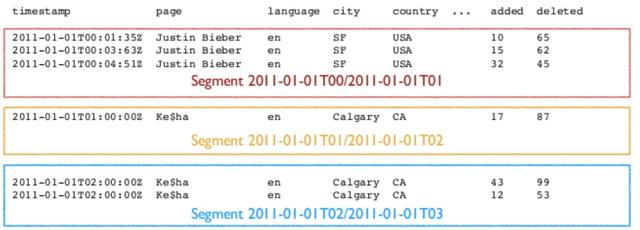 timestamp page language city country ... added deleted
2011-01-01T00:01:35Z Justin Bieber en SF USA 10 65
2011-01-01T00:03:63Z Justin Bieber en SF USA 15 62
2011-01-01T00:04:51Z Justin Bieber en SF USA 32 45
Segment 2011-01-01T00/2011-01-01T01
2011-01-01T01:00:00Z Ke$ha en Calgary CA 17 87
Segment 2011-01-01T01/2011-01-01T02
2011-01-01T02:00:00Z Ke$ha en Calgary CA 43 99
2011-01-01T02:00:00Z Ke$ha en Calgary CA 12 53
Segment 2011-01-01T02/2011-01-01T03